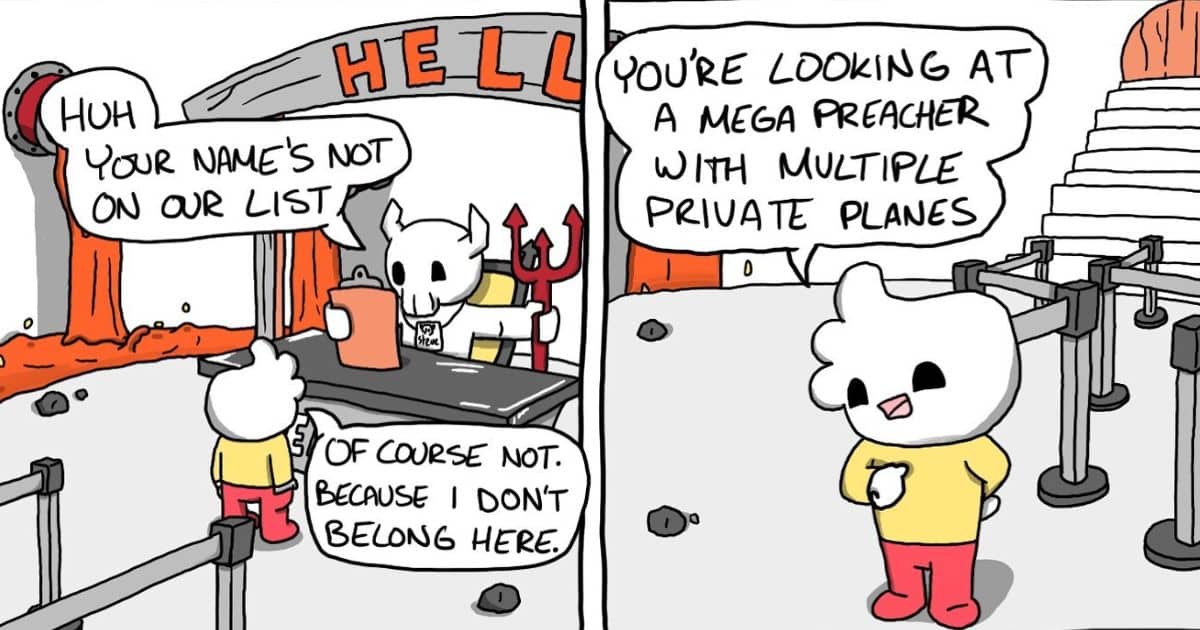 HELL
HUH
YOUR NAME'S NOT
ON OUR LIST
Steve
OF COURSE NOT.
BECAUSE I DON'T
BELONG HERE.
YOU'RE LOOKING AT
A MEGA PREACHER
WITH MULTIPLE
PRIVATE PLANES